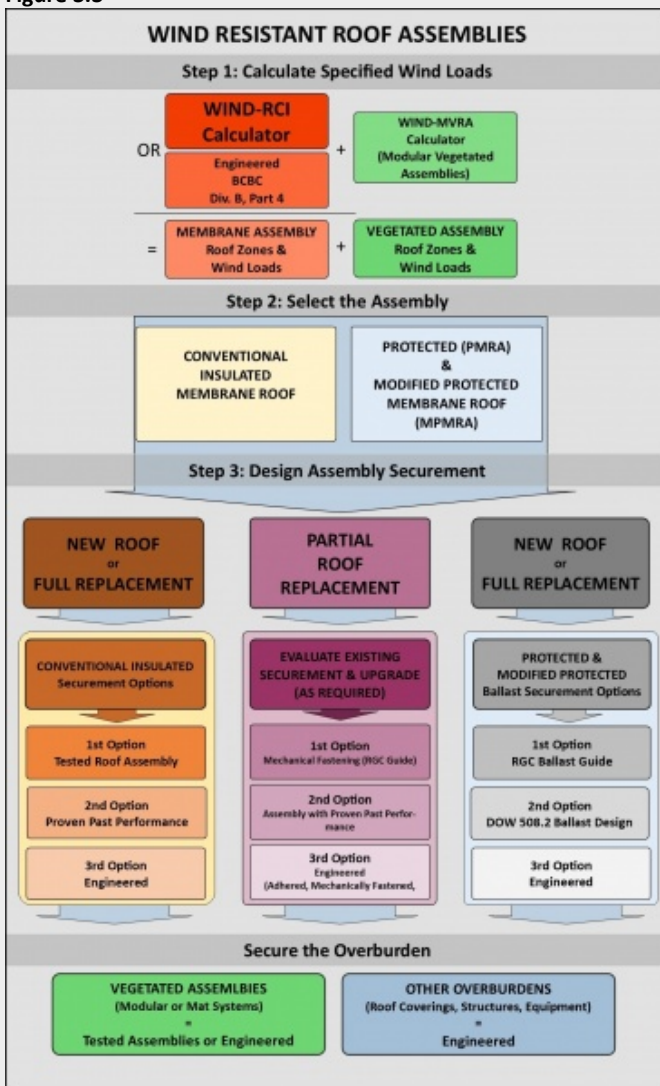 WIND RESISTANT ROOF ASSEMBLIES
Step 1: Calculate Specified Wind Loads
WIND-RCI
Calculator
OR
Engineered
BCBC
Div. B, Part 4
+
WIND-MVRA
Calculator
(Modular Vegetated
Assemblies)
=
MEMBRANE ASSEMBLY
Roof Zones &
Wind Loads
+
VEGETATED ASSEMBLY
Roof Zones &
Wind Loads
Step 2: Select the Assembly
CONVENTIONAL
INSULATED
MEMBRANE ROOF
PROTECTED (PMRA)
&
MODIFIED PROTECTED
MEMBRANE ROOF
(MPMRA)
Step 3: Design Assembly Securement
NEW ROOF
or
FULL REPLACEMENT
CONVENTIONAL INSULATED
Securement Options
1st Option
Tested Roof Assembly
2nd Option
Proven Past Performance
3rd Option
Engineered
PARTIAL
ROOF
REPLACEMENT
EVALUATE EXISTING
SECUREMENT & UPGRADE
(AS REQUIRED)
1st Option
Mechanical Fastening (RGC Guide)
2nd Option
Assembly with Proven Past Perfor-
mance
3rd Option
Engineered
(Adhered, Mechanically Fastened,
NEW ROOF
or
FULL REPLACEMENT
PROTECTED &
MODIFIED PROTECTED
Ballast Securement Options
1st Option
RGC Ballast Guide
2nd Option
DOW 508.2 Ballast Design
3rd Option
Engineered
Secure the Overburden
VEGETATED ASSEMLBIES
(Modular or Mat Systems)
=
Tested Assemblies or Engineered
OTHER OVERBURDENS
(Roof Coverings, Structures, Equipment)
=
Engineered